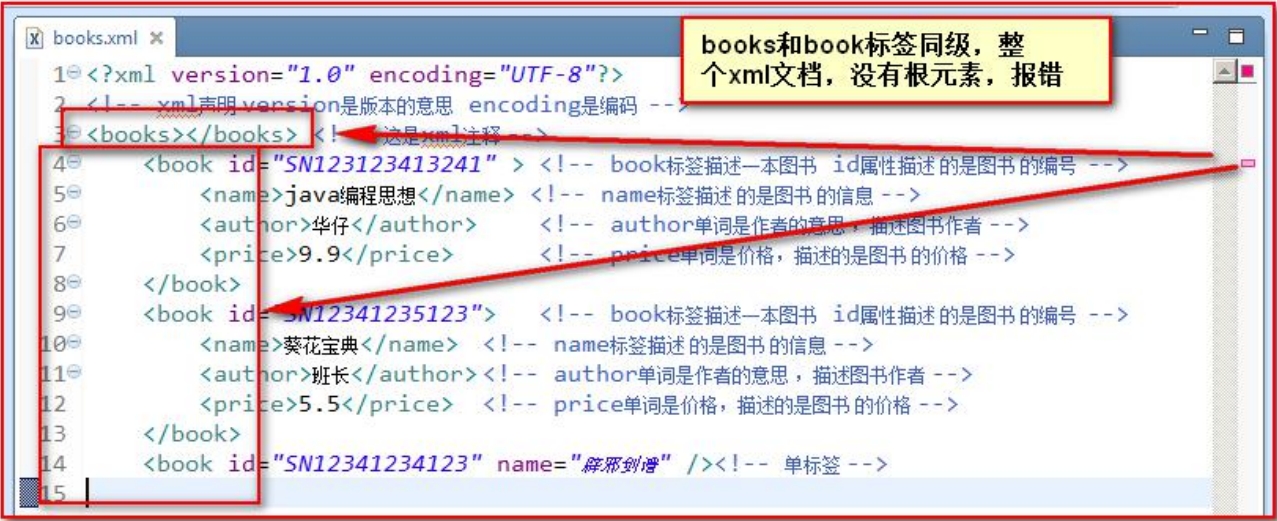 books.xml
books和book标签同级，整
个xml文档，没有根元素，报错
1 <?xml version="1.0" encoding="UTF-8"?>
2 <!-- xml声明 version是版本的意思 encoding是编码 -->
3 <books></books> <!-- 这是xml注释 -->
4 <book id="SN123123413241" > <!-- book标签描述一本图书 id属性描述的是图书的编号 -->
5 <name>java编程思想</name> <!-- name标签描述的是图书的信息 -->
6 <author>华仔</author> <!-- author单词是作者的意思，描述图书作者 -->
7 <price>9.9</price> <!-- price单词是价格，描述的是图书的价格 -->
8 </book>
9 <book id="SN12341235123"> <!-- book标签描述一本图书 id属性描述的是图书的编号 -->
10 <name>葵花宝典</name> <!-- name标签描述的是图书的信息 -->
11 <author>班长</author> <!-- author单词是作者的意思，描述图书作者 -->
12 <price>5.5</price> <!-- price单词是价格，描述的是图书的价格 -->
13 </book>
14 <book id="SN12341234123" name="辟邪剑谱" /><!-- 单标签 -->
15